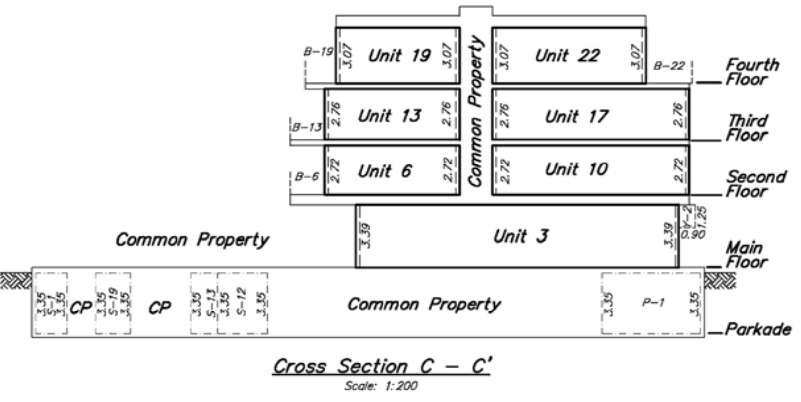 B-19
3.07
Unit 19
3.07
Common Property
3.07
Unit 22
3.07
B-22
Fourth
Floor
B-13
2.76
Unit 13
2.76
2.76
Unit 17
2.76
Third
Floor
B-6
2.72
Unit 6
2.72
2.72
Unit 10
2.72
Second
Floor
Common Property
3.39
Unit 3
3.39
Y-2
1.25
0.90
Main
Floor
3.35
S-1
3.35
CP
3.35
S-19
3.35
CP
3.35
S-13
3.35
S-12
3.35
Common Property
3.35
P-1
3.35
Parkade
Cross Section C - C'
Scale: 1:200